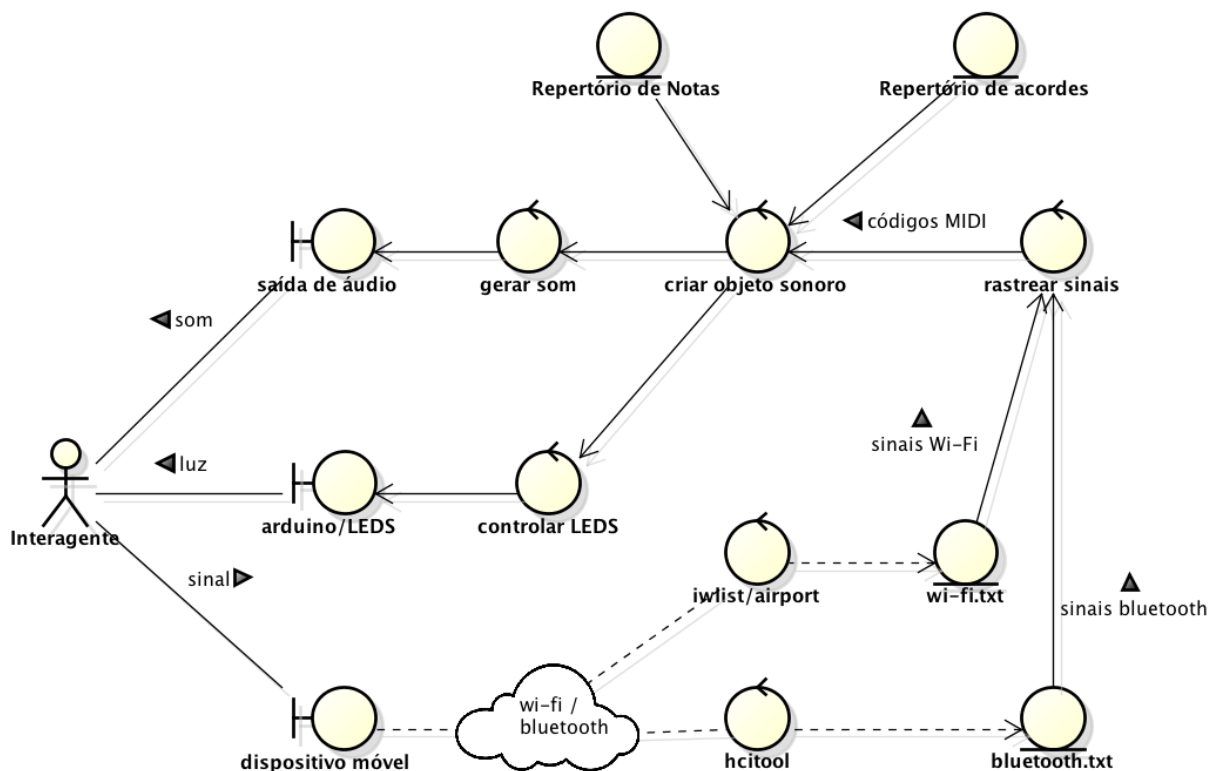 Repertório de Notas
Repertório de acordes
códigos MIDI
saída de áudio
gerar som
criar objeto sonoro
rastrear sinais
som
sinais Wi-Fi
luz
Interagente
arduino/LEDS
controlar LEDS
sinal
iwlist/airport
wi-fi.txt
sinais bluetooth
wi-fi /
bluetooth
dispositivo móvel
hcitool
bluetooth.txt